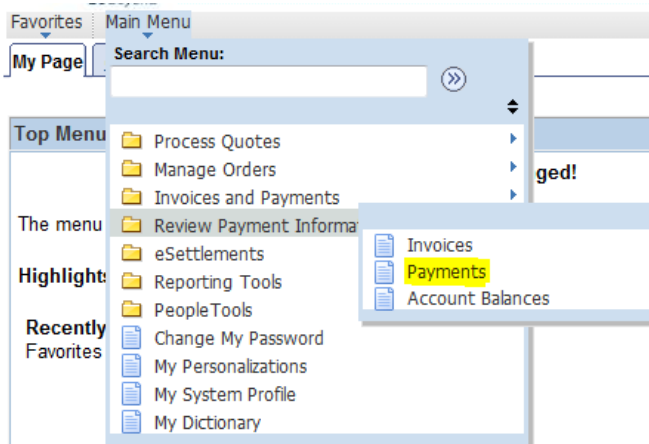 Favorites Main Menu
My Page
Search Menu:
Top Menu
Process Quotes
ged!
Manage Orders
Invoices and Payments
The menu
Review Payment Informa
Invoices
Payments
Account Balances
eSettlements
Highlights
Reporting Tools
PeopleTools
Recently
Favorites
Change My Password
My Personalizations
My System Profile
My Dictionary